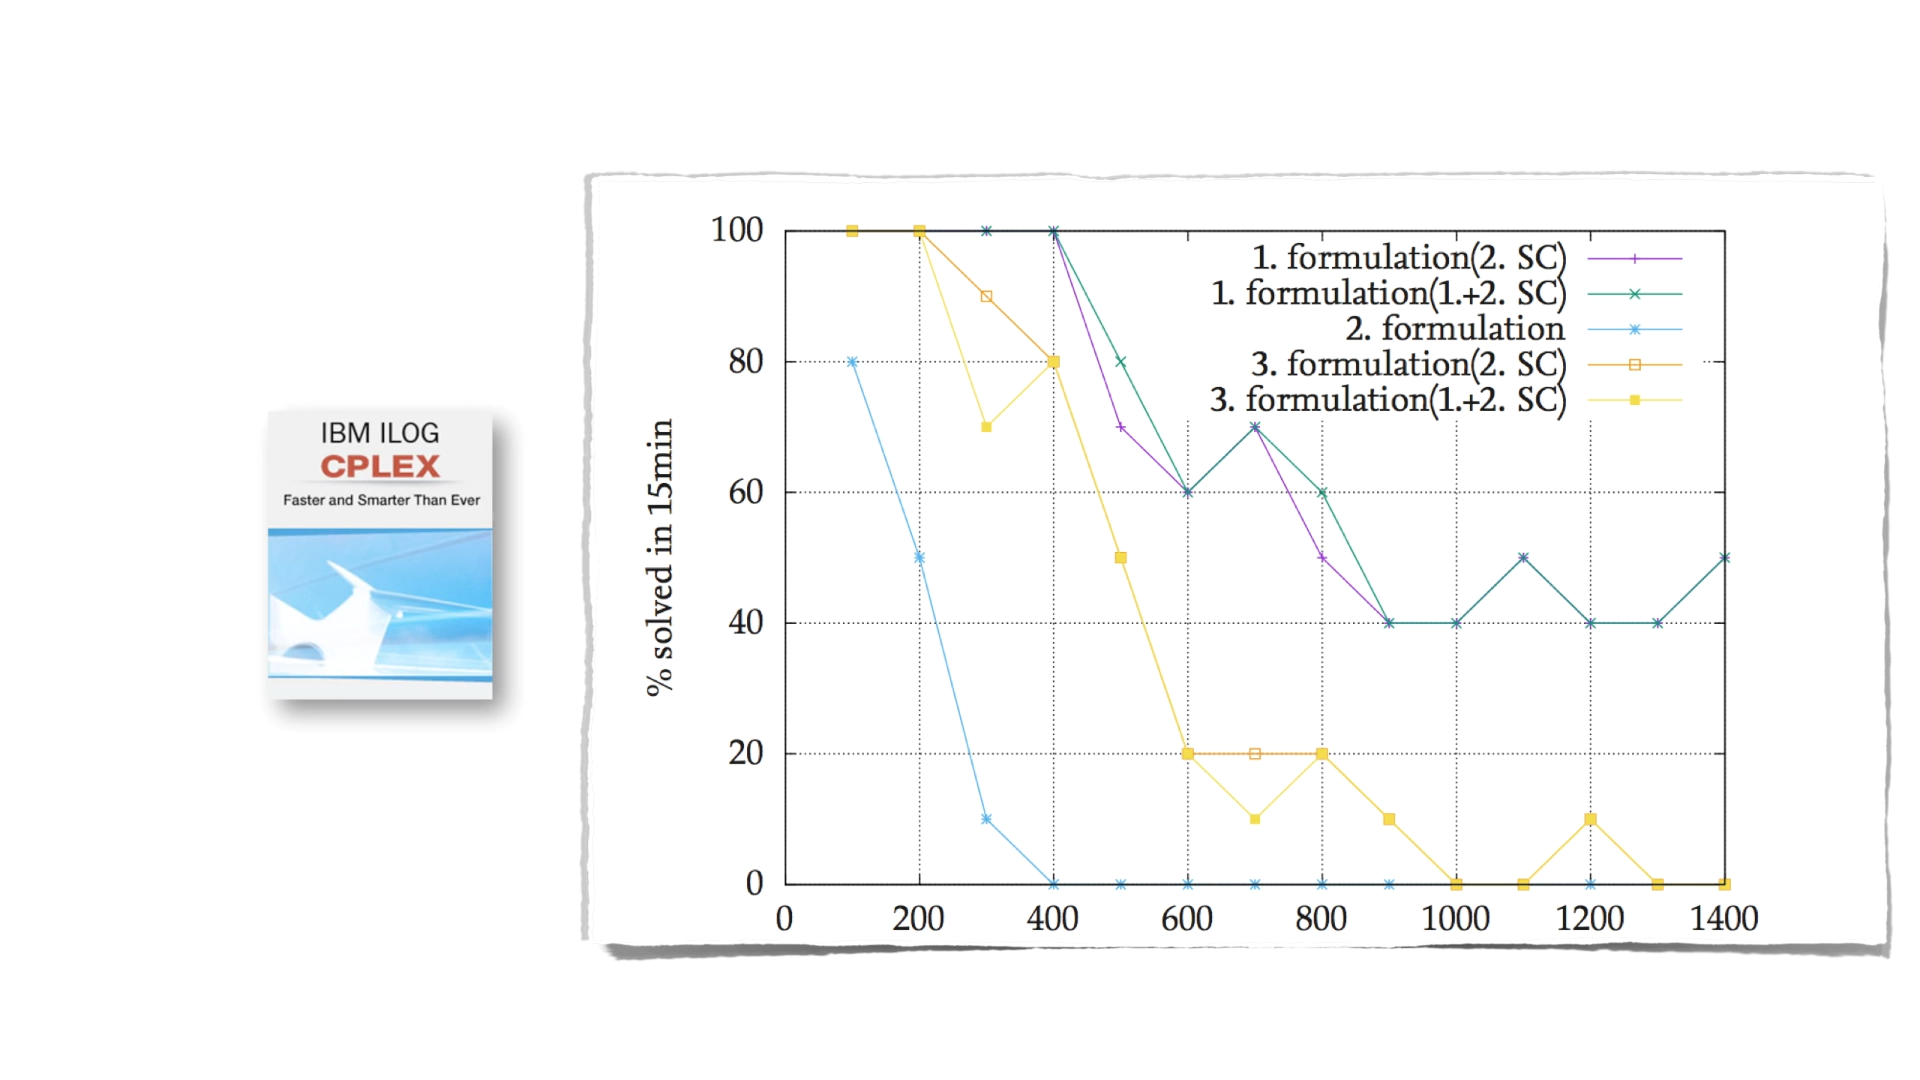 IBM ILOG
CPLEX
Faster and Smarter Than Ever
% solved in 15min
100
80
60
40
20
0
1. formulation(2. SC)
1. formulation(1.+2. SC)
2. formulation
3. formulation(2. SC)
3. formulation(1.+2. SC)
0 200 400 600 800 1000 1200 1400